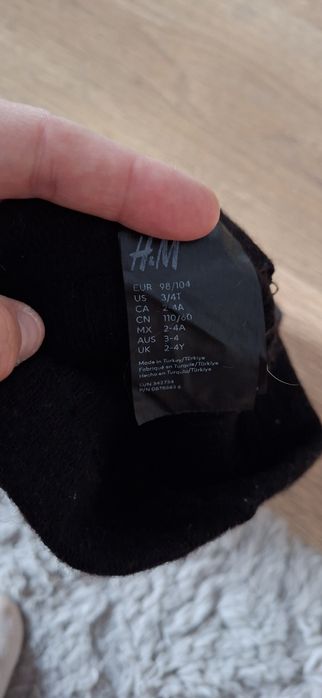 H&M
EUR 98/104
US 3/4T
CA 2-4A
CN 110/60
MX 2-4A
AUS 3-4
UK 2-4Y
Made in Turkey/Türkiye
Fabriqué en Turquie/Türkiye
Hecho en Turquía/Türkiye